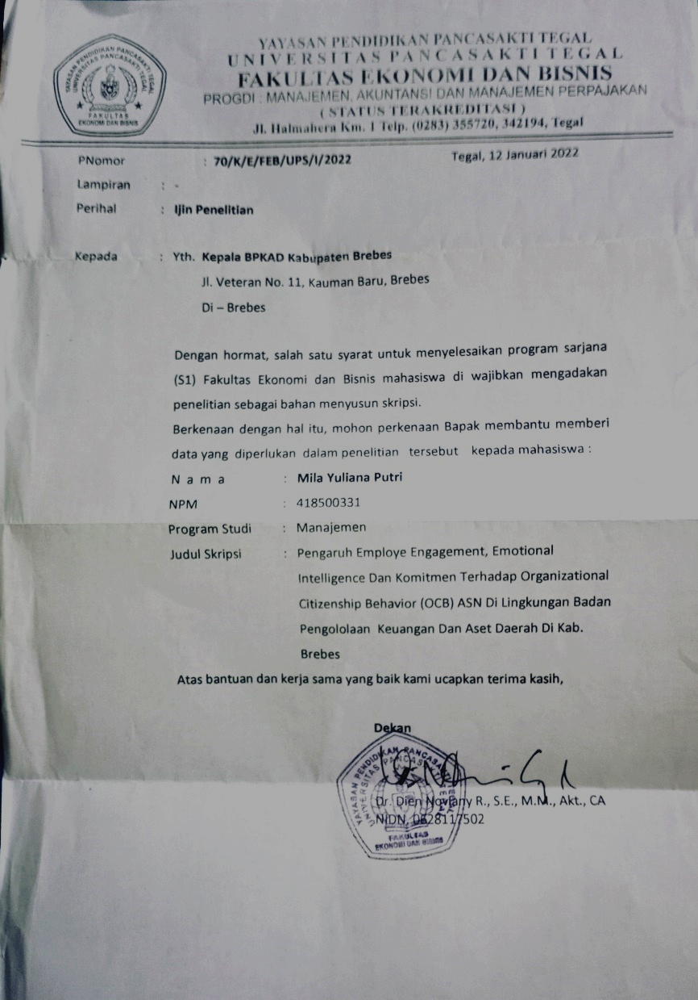 YAYASAN PENDIDIKAN PANCASAKTI TEGAL
UNIVERSITAS PANCASAKTI TEGAL
FAKULTAS EKONOMI DAN BISNIS
PROGDI : MANAJEMEN, AKUNTANSI DAN MANAJEMEN PERPAJAKAN
( STATUS TERAKREDITASI )
Jl. Halmahera Km. 1 Telp. (0283) 355720, 342194, Tegal
YAYASAN PENDIDIKAN PANCASAKTI TEGAL
UNIVERSITAS PANCASAKTI TEGAL
FAKULTAS
EKONOMI DAN BISNIS
PNomor : 70/K/E/FEB/UPS/I/2022 Tegal, 12 Januari 2022
Lampiran : -
Perihal : Ijin Penelitian
Kepada : Yth. Kepala BPKAD Kabupaten Brebes
Jl. Veteran No. 11, Kauman Baru, Brebes
Di – Brebes
Dengan hormat, salah satu syarat untuk menyelesaikan program sarjana
(S1) Fakultas Ekonomi dan Bisnis mahasiswa di wajibkan mengadakan
penelitian sebagai bahan menyusun skripsi.
Berkenaan dengan hal itu, mohon perkenaan Bapak membantu memberi
data yang diperlukan dalam penelitian tersebut kepada mahasiswa :
N a m a : Mila Yuliana Putri
NPM : 418500331
Program Studi : Manajemen
Judul Skripsi : Pengaruh Employe Engagement, Emotional
Intelligence Dan Komitmen Terhadap Organizational
Citizenship Behavior (OCB) ASN Di Lingkungan Badan
Pengololaan Keuangan Dan Aset Daerah Di Kab.
Brebes
Atas bantuan dan kerja sama yang baik kami ucapkan terima kasih,
Dekan
Dr. Dien Noviany R., S.E., M.M., Akt., CA
NIDN. 0628117502
YAYASAN PENDIDIKAN PANCASAKTI TEGAL
UNIVERSITAS PANCASAKTI TEGAL
FAKULTAS
EKONOMI DAN BISNIS